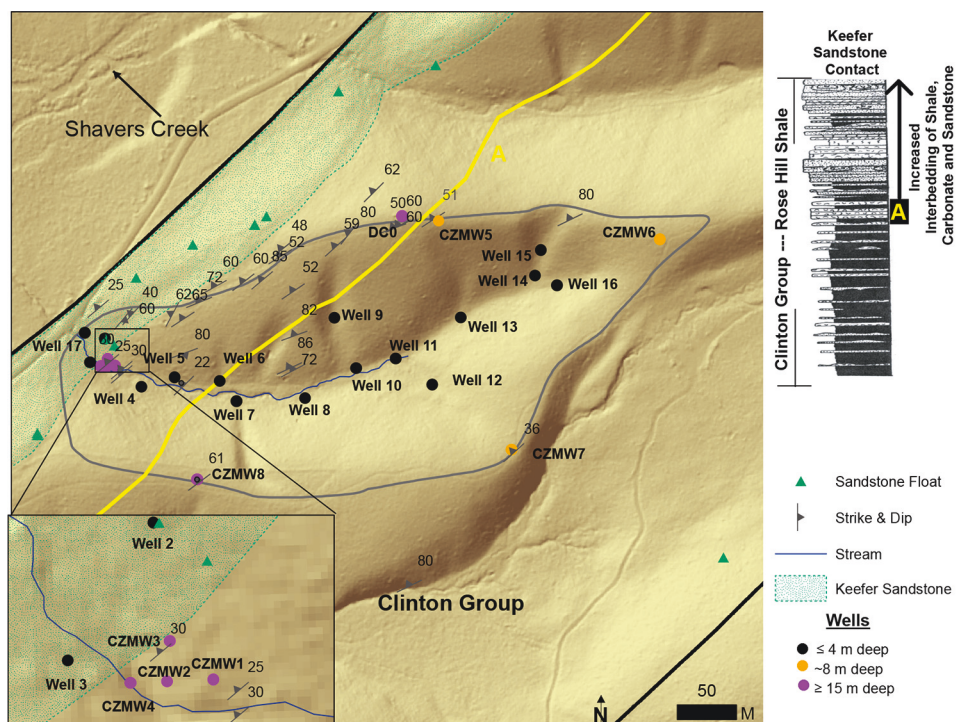 Shavers Creek
A
62
80
50
60
60
DC0
51
CZMW5
80
CZMW6
59
48
52
85
60
60
52
72
62
65
40
60
25
Well 15
Well 14
Well 16
Well 9
82
86
72
Well 13
Well 11
Well 10
Well 12
Well 17
25
30
Well 5
80
22
Well 6
Well 4
Well 7
Well 8
61
CZMW8
36
CZMW7
80
Clinton Group
Well 2
CZMW3
30
CZMW2
CZMW1
25
Well 3
CZMW4
30
N
50
M
Keefer
Sandstone
Contact
Clinton Group --- Rose Hill Shale
A
Increased
Interbedding of Shale,
Carbonate and Sandstone
Sandstone Float
Strike & Dip
Stream
Keefer Sandstone
Wells
≤ 4 m deep
~8 m deep
≥ 15 m deep